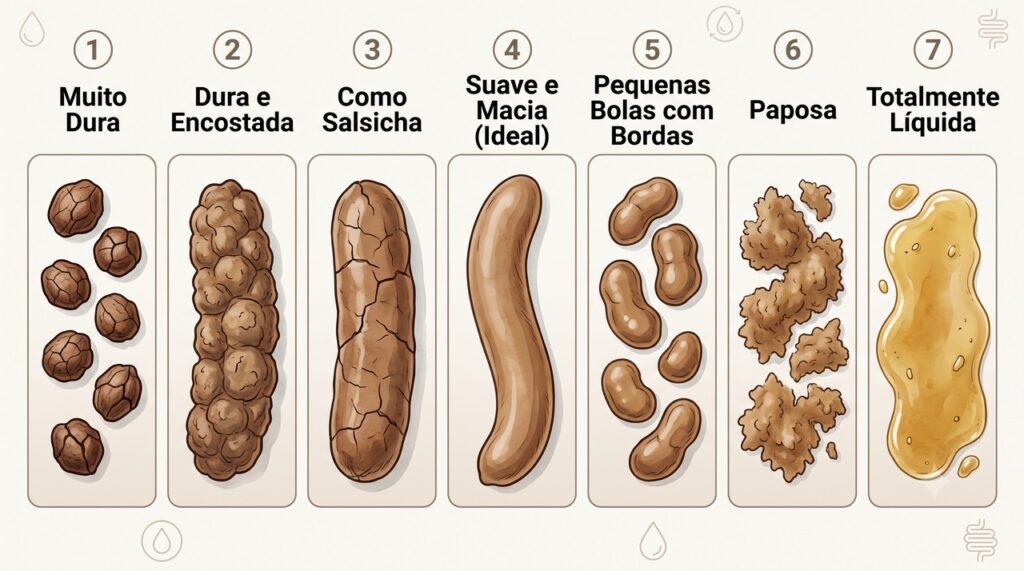 1
Muito
Dura
2
Dura e
Encostada
3
Como
Salsicha
4
Suave e
Macia
(Ideal)
5
Pequenas
Bolas com
Bordas
6
Paposa
7
Totalmente
Líquida